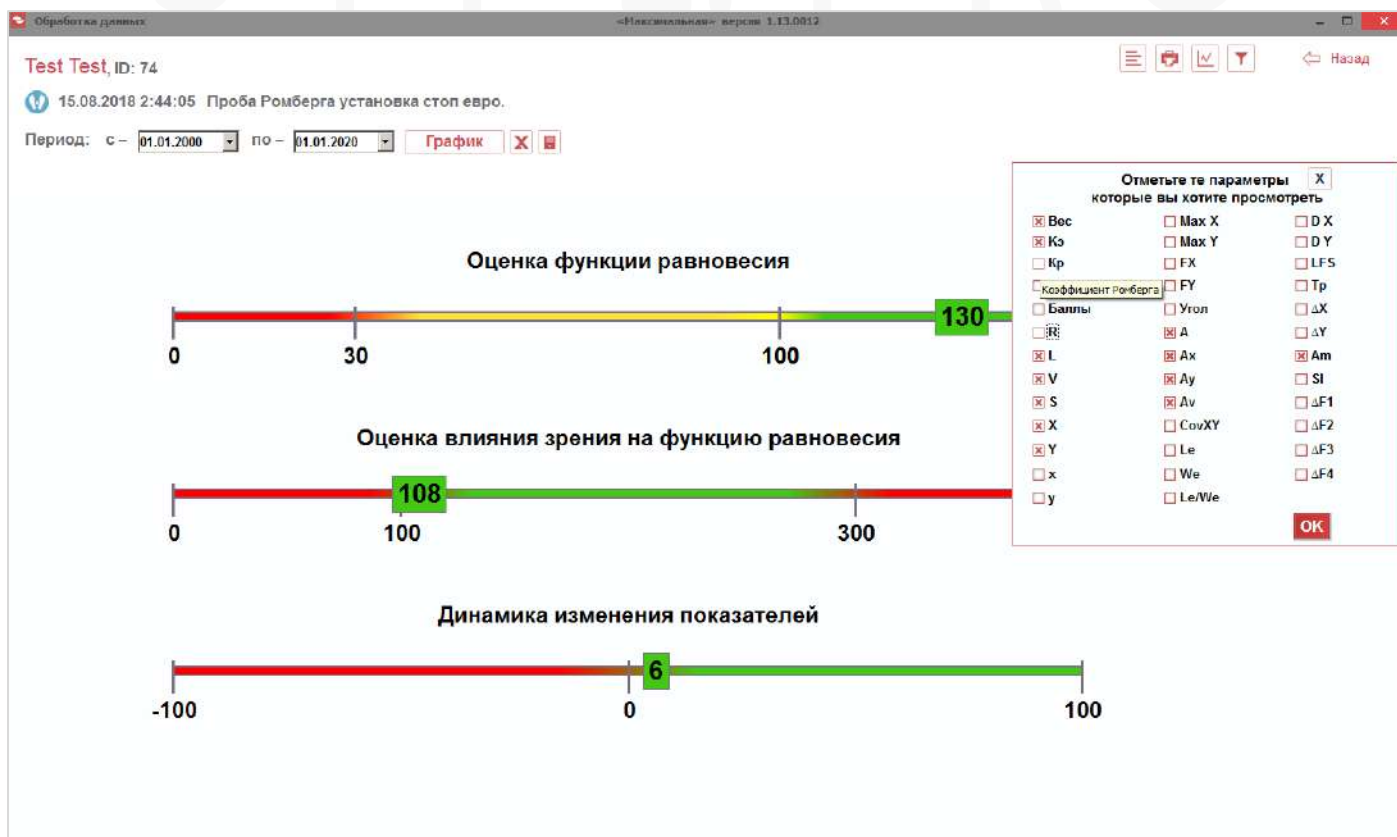 Обработка данных
«Максимальная» версия 1.13.0012
Test Test, ID: 74
Назад
15.08.2018 2:44:05 Проба Ромберга установка стоп евро.
Период: с – 01.01.2000 по – 01.01.2020 График X
Отметьте те параметры X
которые вы хотите просмотреть
Вес Max X D X
Кэ Max Y D Y
Кр FX LFS
Коэффициент Ромберга FY Тр
Баллы Угол ΔX
R A ΔY
L Ax Am
V Ay SI
S Av ΔF1
X CovXY ΔF2
Y Le ΔF3
x We ΔF4
y Le/We
OK
Оценка функции равновесия
130
0 30 100
Оценка влияния зрения на функцию равновесия
108
0 100 300
Динамика изменения показателей
6
-100 0 100